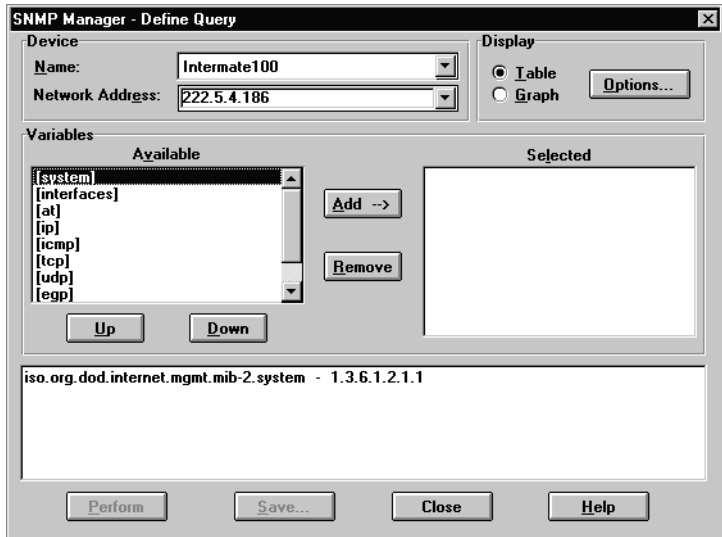 SNMP Manager - Define Query
Device
Name: Intermate100
Network Address: 222.5.4.186
Display
Table
Graph
Options...
Variables
Available
[system]
[interfaces]
[at]
[ip]
[icmp]
[tcp]
[udp]
[egp]
Up
Down
Add -->
Remove
Selected
iso.org.dod.internet.mgmt.mib-2.system - 1.3.6.1.2.1.1
Perform
Save...
Close
Help